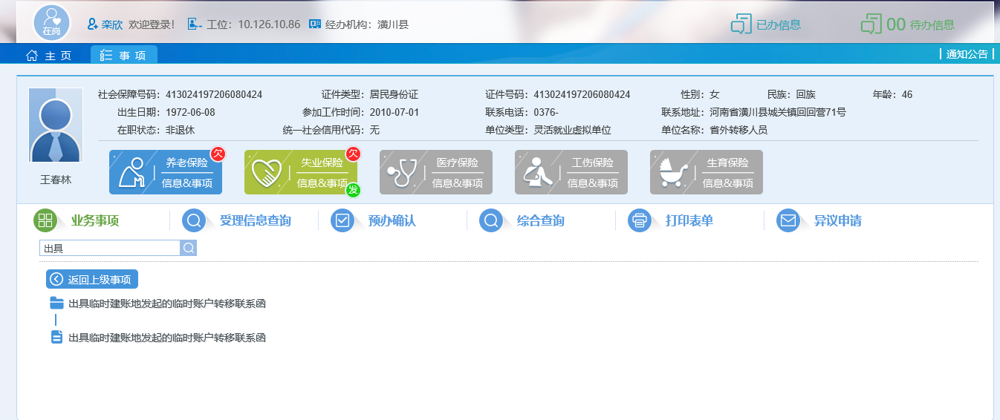 在岗 栾欣 欢迎登录! 工位: 10.126.10.86 经办机构: 潢川县 已办信息 00 待办信息
主 页 事 项 | 通知公告 |
社会保障号码: 413024197206080424 证件类型: 居民身份证 证件号码: 413024197206080424 性别: 女 民族: 回族 年龄: 46
出生日期: 1972-06-08 参加工作时间: 2010-07-01 联系电话: 0376- 联系地址: 河南省潢川县城关镇回回营71号
在职状态: 非退休 统一社会信用代码: 无 单位类型: 灵活就业虚拟单位 单位名称: 省外转移人员
王春林
养老保险 欠 失业保险 欠 医疗保险 工伤保险 生育保险
信息&事项 信息&事项 发 信息&事项 信息&事项 信息&事项
业务事项 受理信息查询 预办确认 综合查询 打印表单 异议申请
出具
返回上级事项
出具临时建账地发起的临时账户转移联系函
出具临时建账地发起的临时账户转移联系函